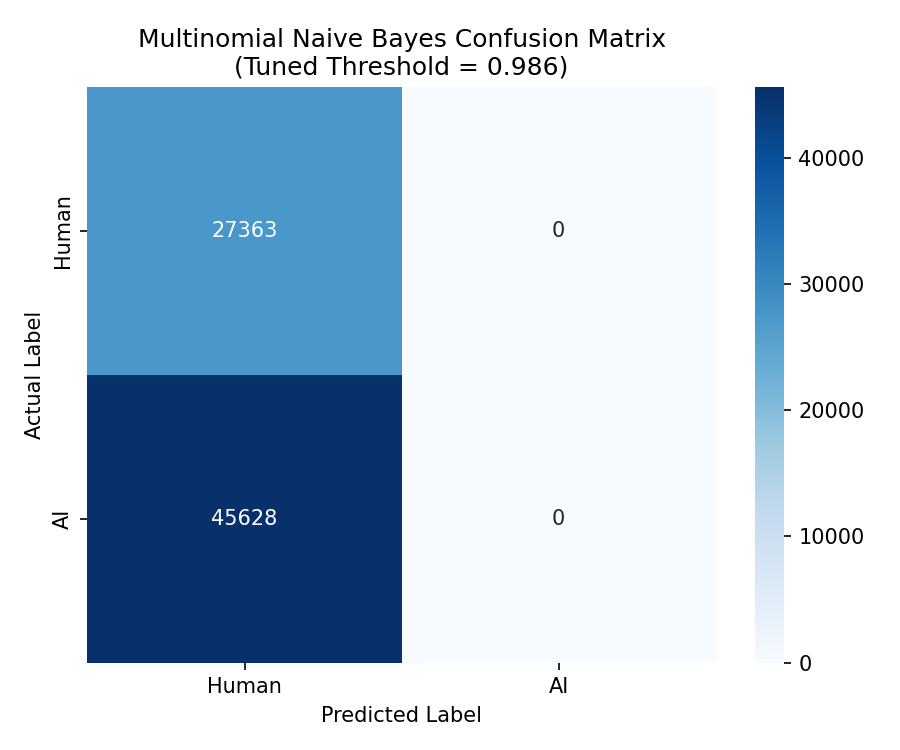 Multinomial Naive Bayes Confusion Matrix
(Tuned Threshold = 0.986)
Actual Label
Human
AI
27363
0
45628
0
Human
AI
Predicted Label
40000
30000
20000
10000
0